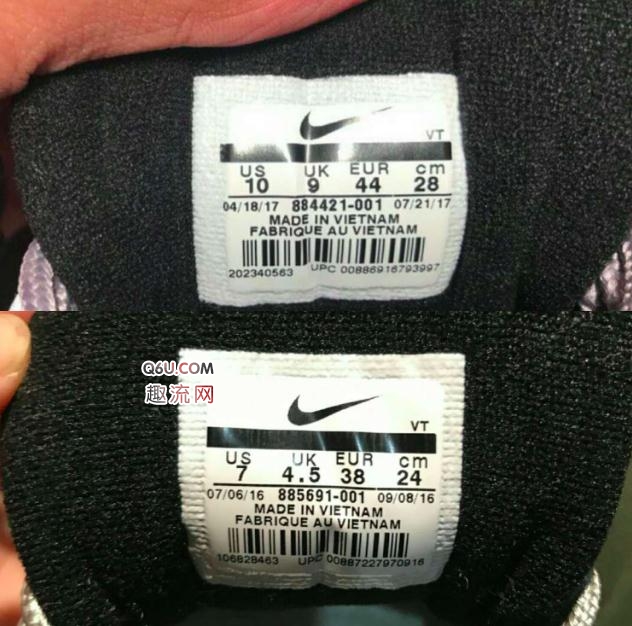 VT
US UK EUR cm
10 9 44 28
04/18/17 884421-001 07/21/17
MADE IN VIETNAM
FABRIQUE AU VIETNAM
202340563 UPC 00886916793997
Q6U.COM
趣流网
VT
US UK EUR cm
7 4.5 38 24
07/06/16 885691-001 09/08/16
MADE IN VIETNAM
FABRIQUE AU VIETNAM
106828463 UPC 00887227970916